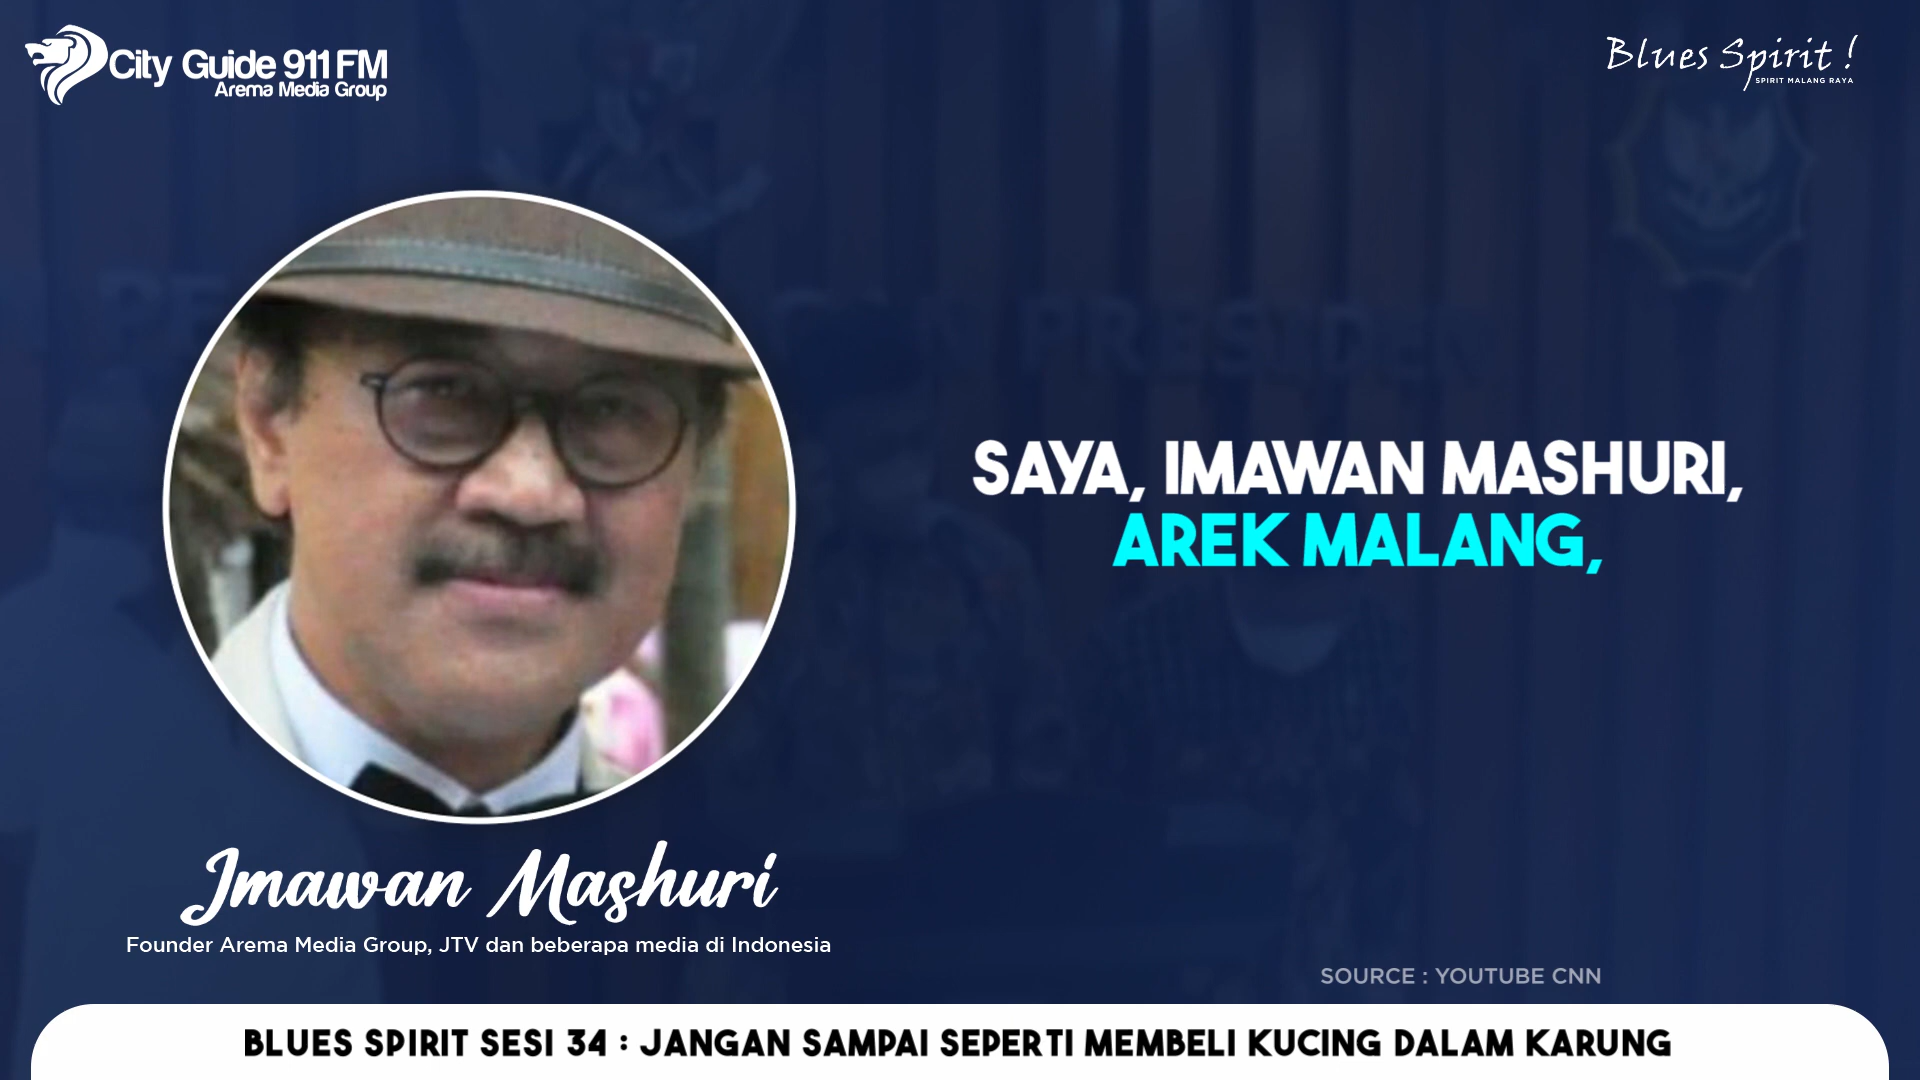 City Guide 911 FM
Arema Media Group
Blues Spirit !
SPIRIT MALANG RAYA
PRESIDEN
SAYA, IMAWAN MASHURI,
AREK MALANG,
Imawan Mashuri
Founder Arema Media Group, JTV dan beberapa media di Indonesia
SOURCE : YOUTUBE CNN
BLUES SPIRIT SESI 34 : JANGAN SAMPAI SEPERTI MEMBELI KUCING DALAM KARUNG